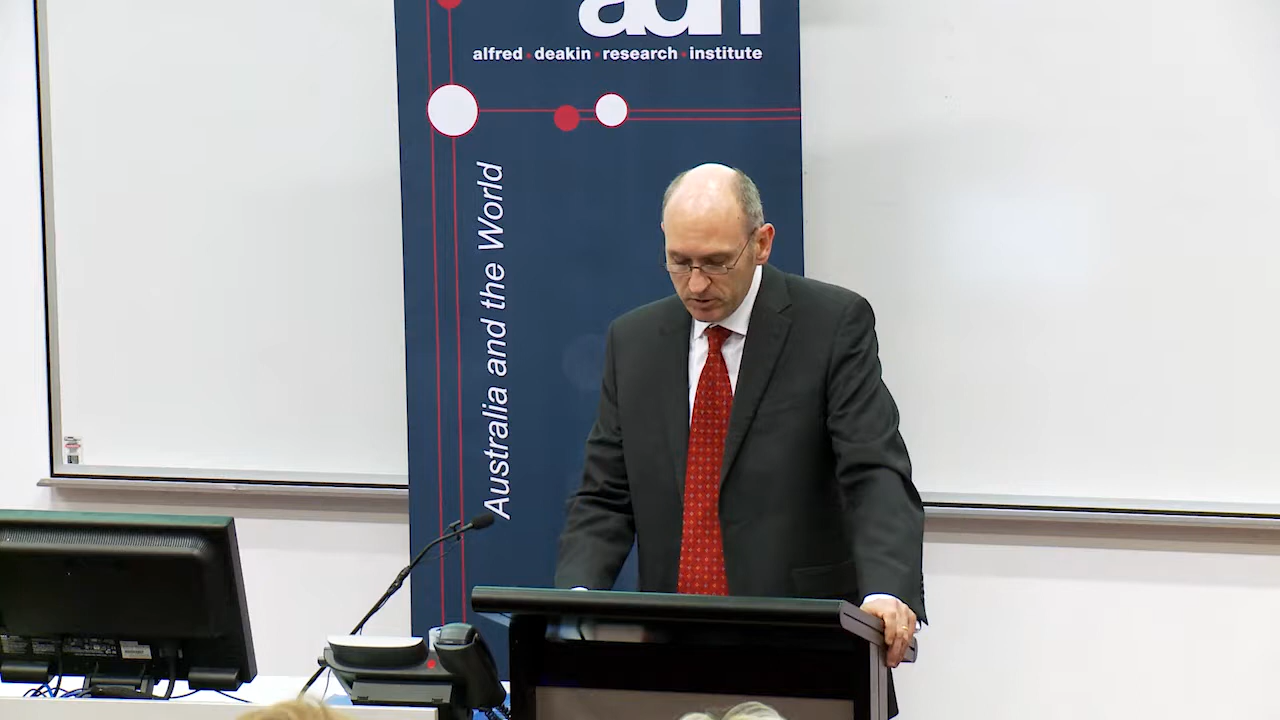 adri
alfred deakin research institute
Australia and the World